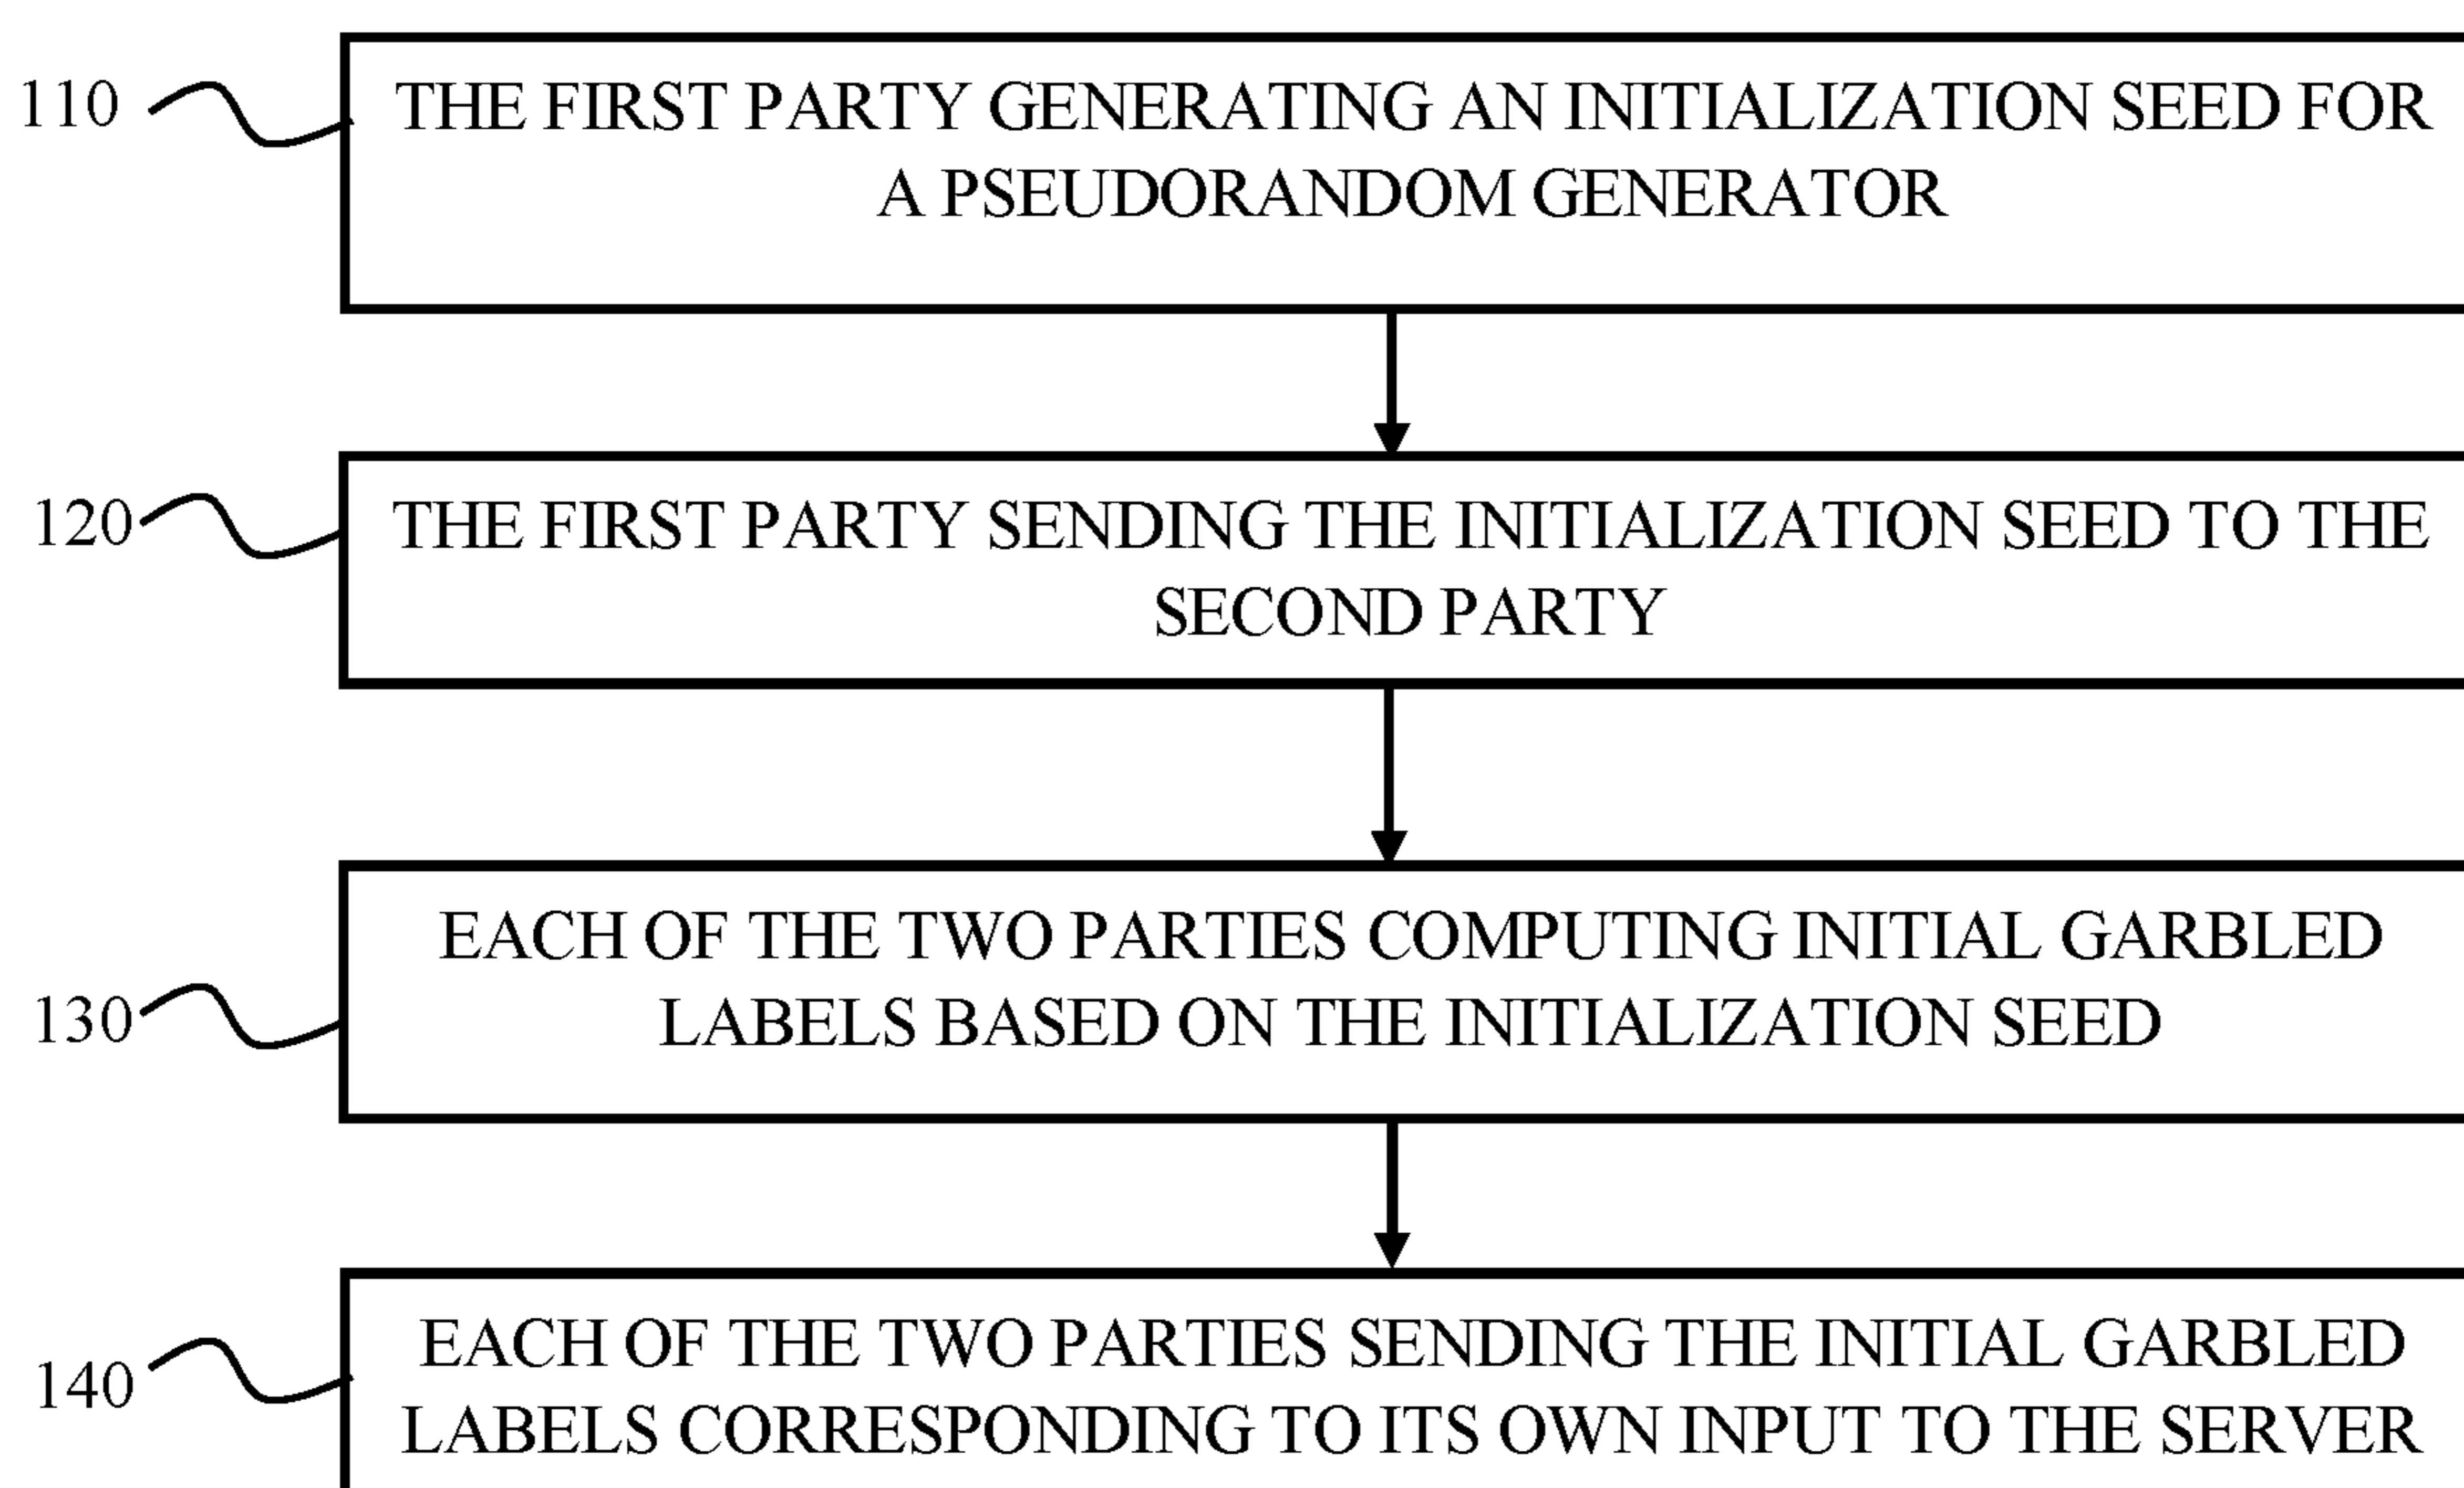 110
THE FIRST PARTY GENERATING AN INITIALIZATION SEED FOR
A PSEUDORANDOM GENERATOR
120
THE FIRST PARTY SENDING THE INITIALIZATION SEED TO THE
SECOND PARTY
EACH OF THE TWO PARTIES COMPUTING INITIAL GARBLED
130
LABELS BASED ON THE INITIALIZATION SEED
EACH OF THE TWO PARTIES SENDING THE INITIAL GARBLED
140
LABELS CORRESPONDING TO ITS OWN INPUT TO THE SERVER